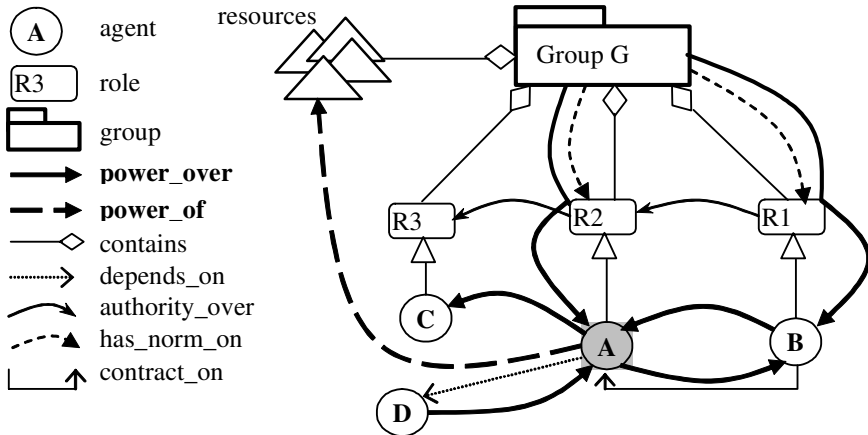 A agent
R3 role
group
power_over
power_of
contains
depends_on
authority_over
has_norm_on
contract_on
resources
Group G
R3
R2
R1
C
A
B
D